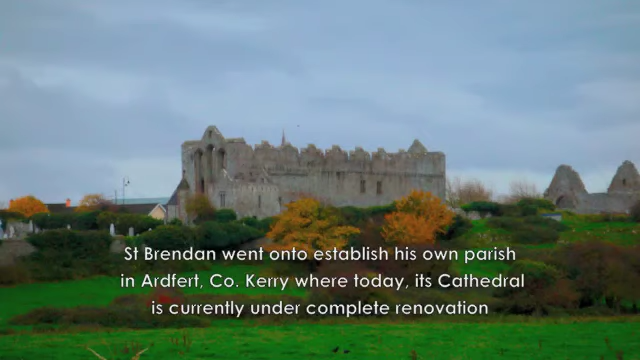 St Brendan went onto establish his own parish
in Ardfert, Co. Kerry where today, its Cathedral
is currently under complete renovation